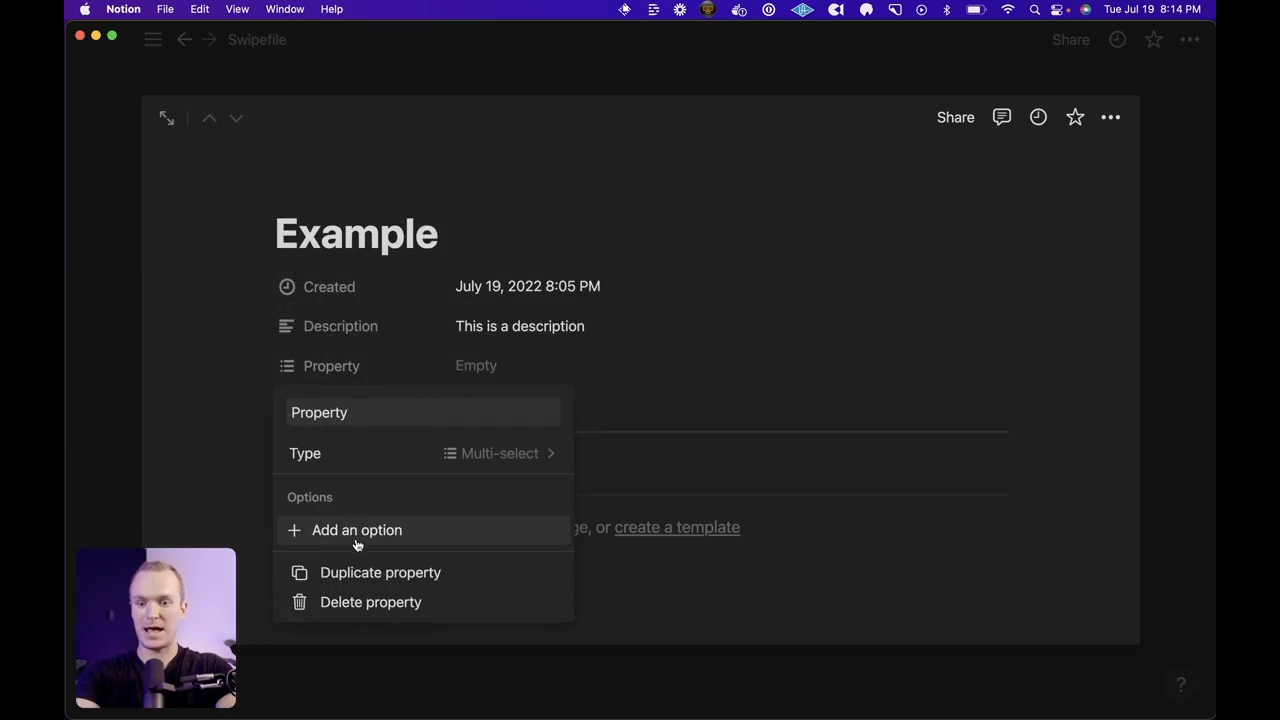 Notion File Edit View Window Help Tue Jul 19 8:14 PM
Swipefile Share
Share
Example
Created July 19, 2022 8:05 PM
Description This is a description
Property Empty
Property
Type Multi-select
Options
Add an option
ge, or create a template
Duplicate property
Delete property
?